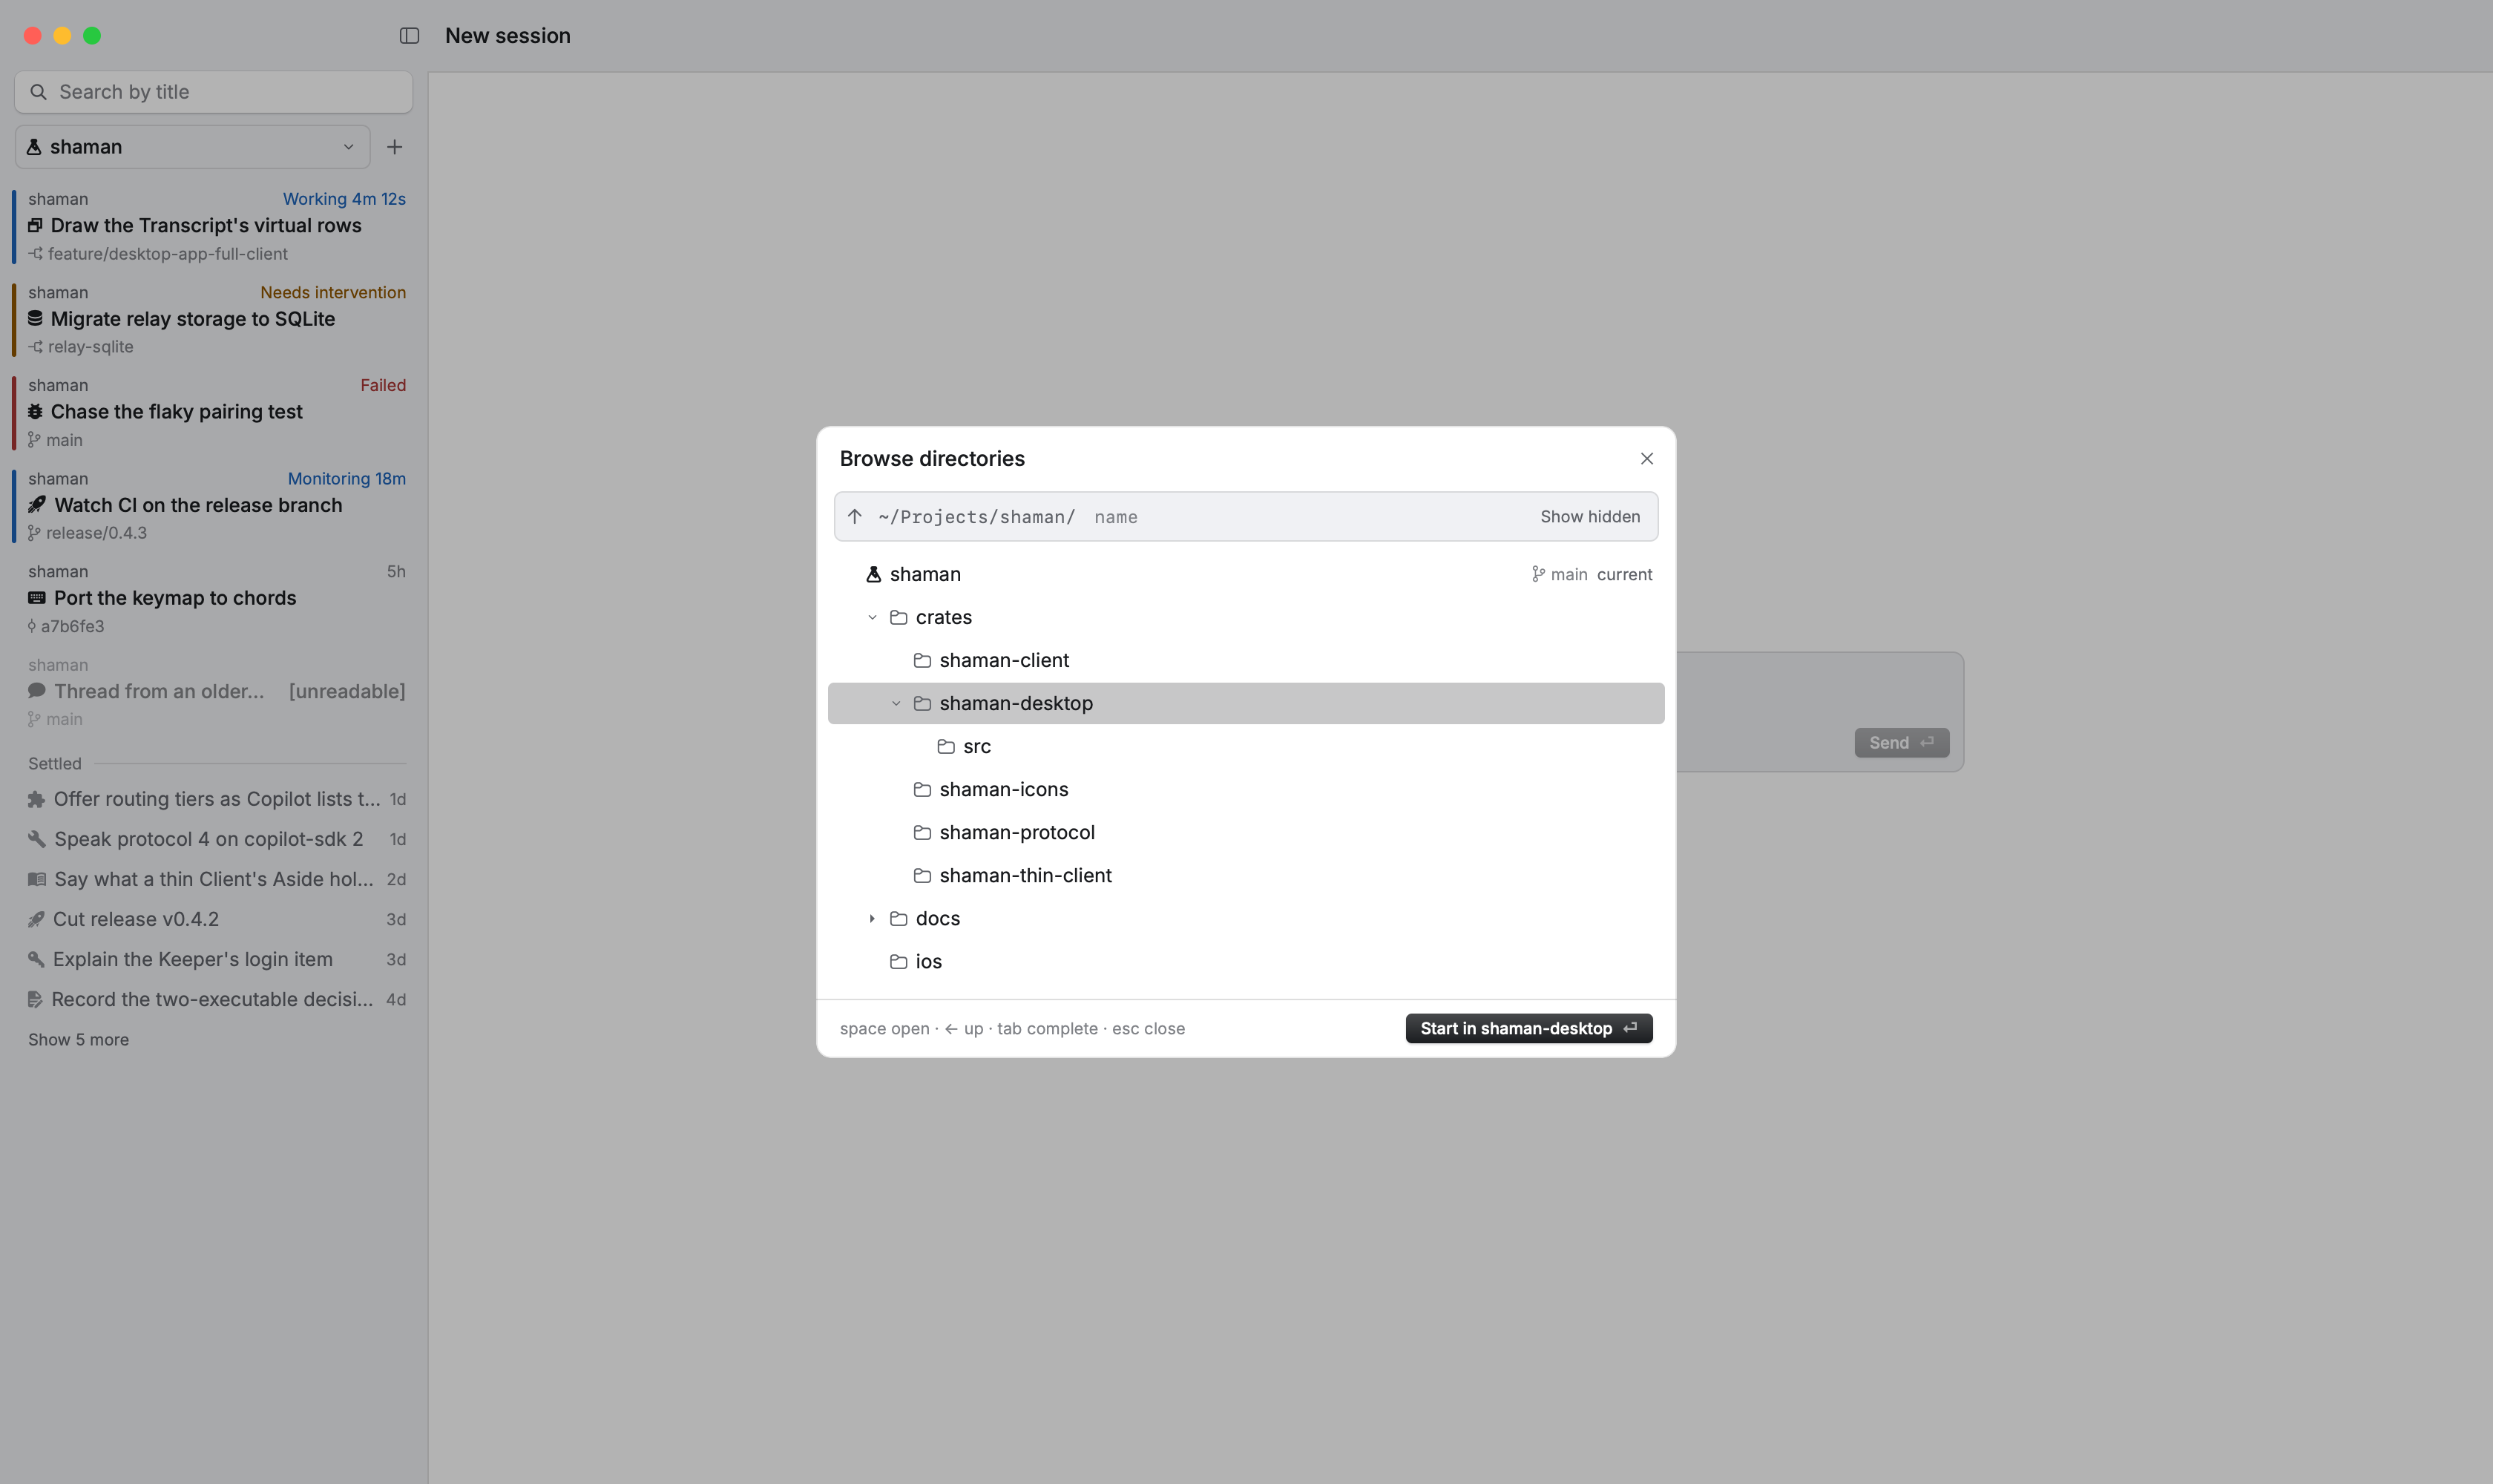 New session
Search by title
shaman
shaman Working 4m 12s
Draw the Transcript's virtual rows
feature/desktop-app-full-client
shaman Needs intervention
Migrate relay storage to SQLite
relay-sqlite
shaman Failed
Chase the flaky pairing test
main
shaman Monitoring 18m
Watch CI on the release branch
release/0.4.3
shaman 5h
Port the keymap to chords
a7b6fe3
shaman
Thread from an older... [unreadable]
main
Settled
Offer routing tiers as Copilot lists t... 1d
Speak protocol 4 on copilot-sdk 2 1d
Say what a thin Client's Aside hol... 2d
Cut release v0.4.2 3d
Explain the Keeper's login item 3d
Record the two-executable decisi... 4d
Show 5 more
Browse directories
~/Projects/shaman/ name Show hidden
shaman main current
crates
shaman-client
shaman-desktop
src
shaman-icons
shaman-protocol
shaman-thin-client
docs
ios
space open · ← up · tab complete · esc close
Start in shaman-desktop
Send